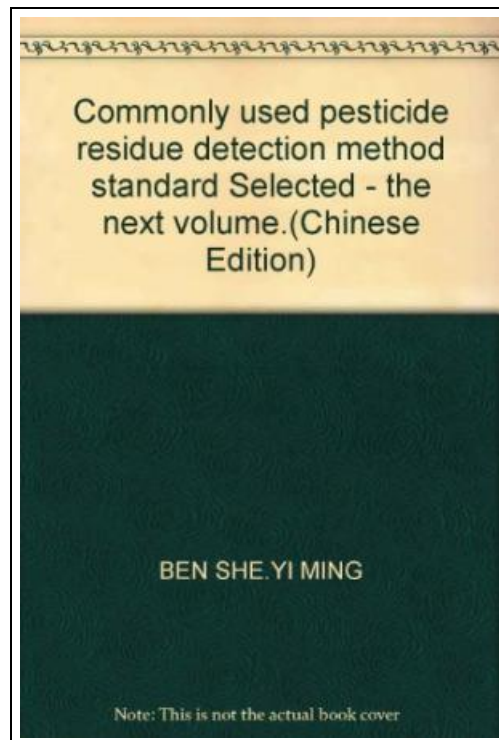 Commonly used pesticide
residue detection method
standard Selected - the
next volume.(Chinese
Edition)
BEN SHE.YI MING
Note: This is not the actual book cover